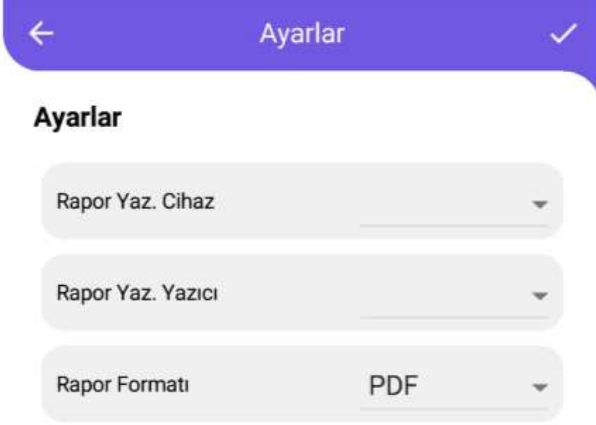 Ayarlar
Ayarlar
Rapor Yaz. Cihaz
Rapor Yaz. Yazıcı
Rapor Formatı PDF